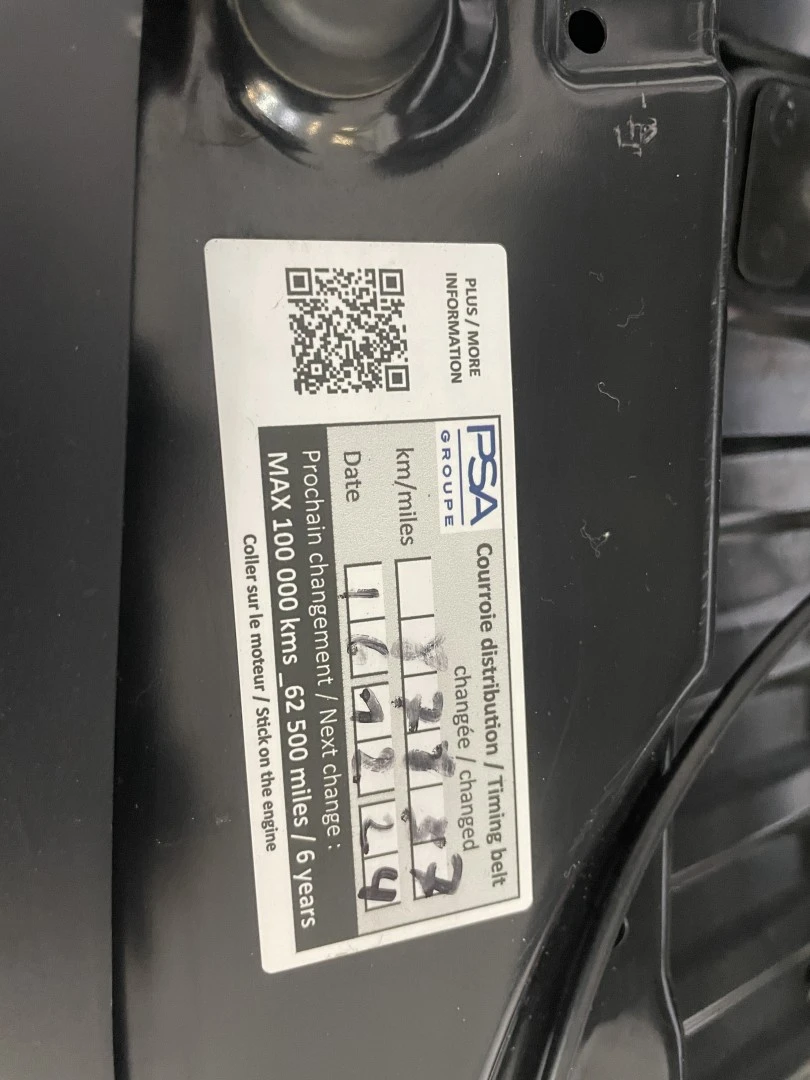 PLUS / MORE
INFORMATION
PSA
GROUPE
Courroie distribution / Timing belt
changée / changed
km/miles
Date
Prochain changement / Next change :
MAX 100 000 kms _62 500 miles / 6 years
Coller sur le moteur / Stick on the engine